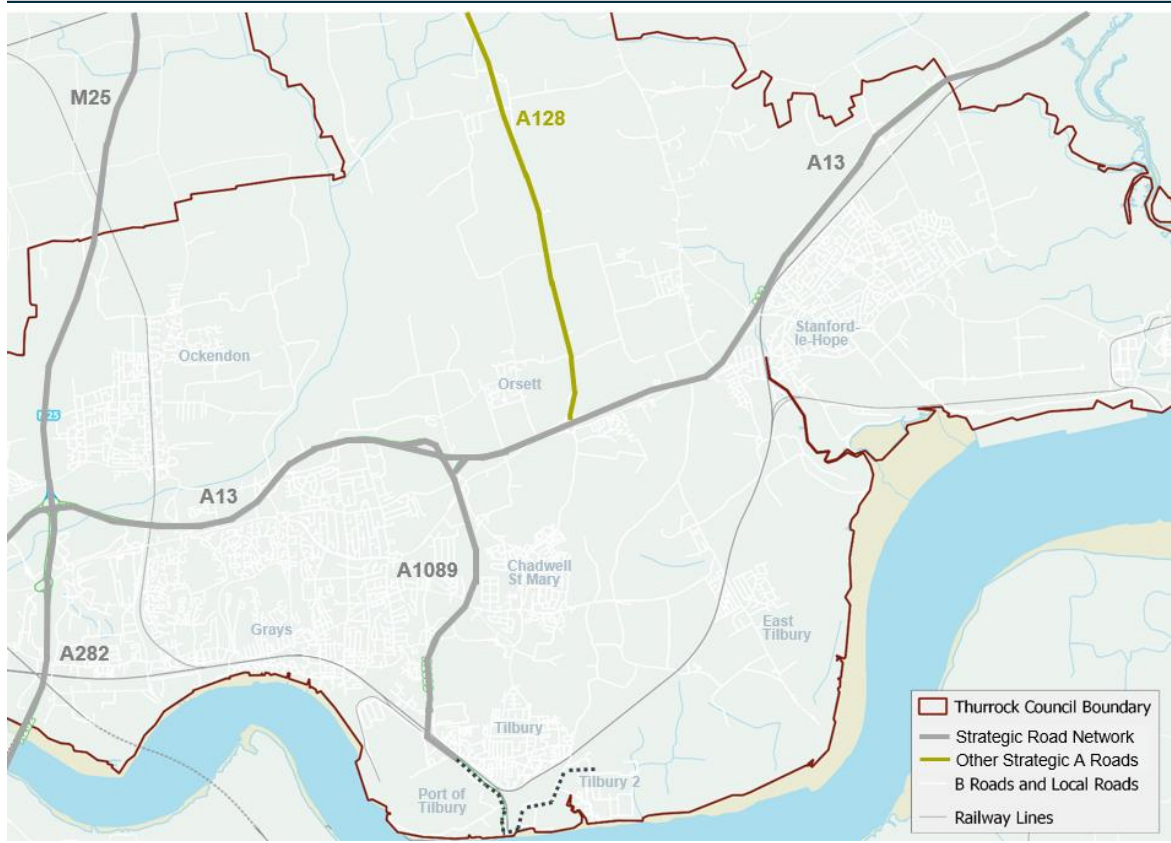 M25
A128
A13
Ockendon
Orsett
Stanford-
le-Hope
A13
A1089
Chadwell
St Mary
East
Tilbury
Grays
A282
Tilbury
Port of
Tilbury
Tilbury 2
Thurrock Council Boundary
Strategic Road Network
Other Strategic A Roads
B Roads and Local Roads
Railway Lines